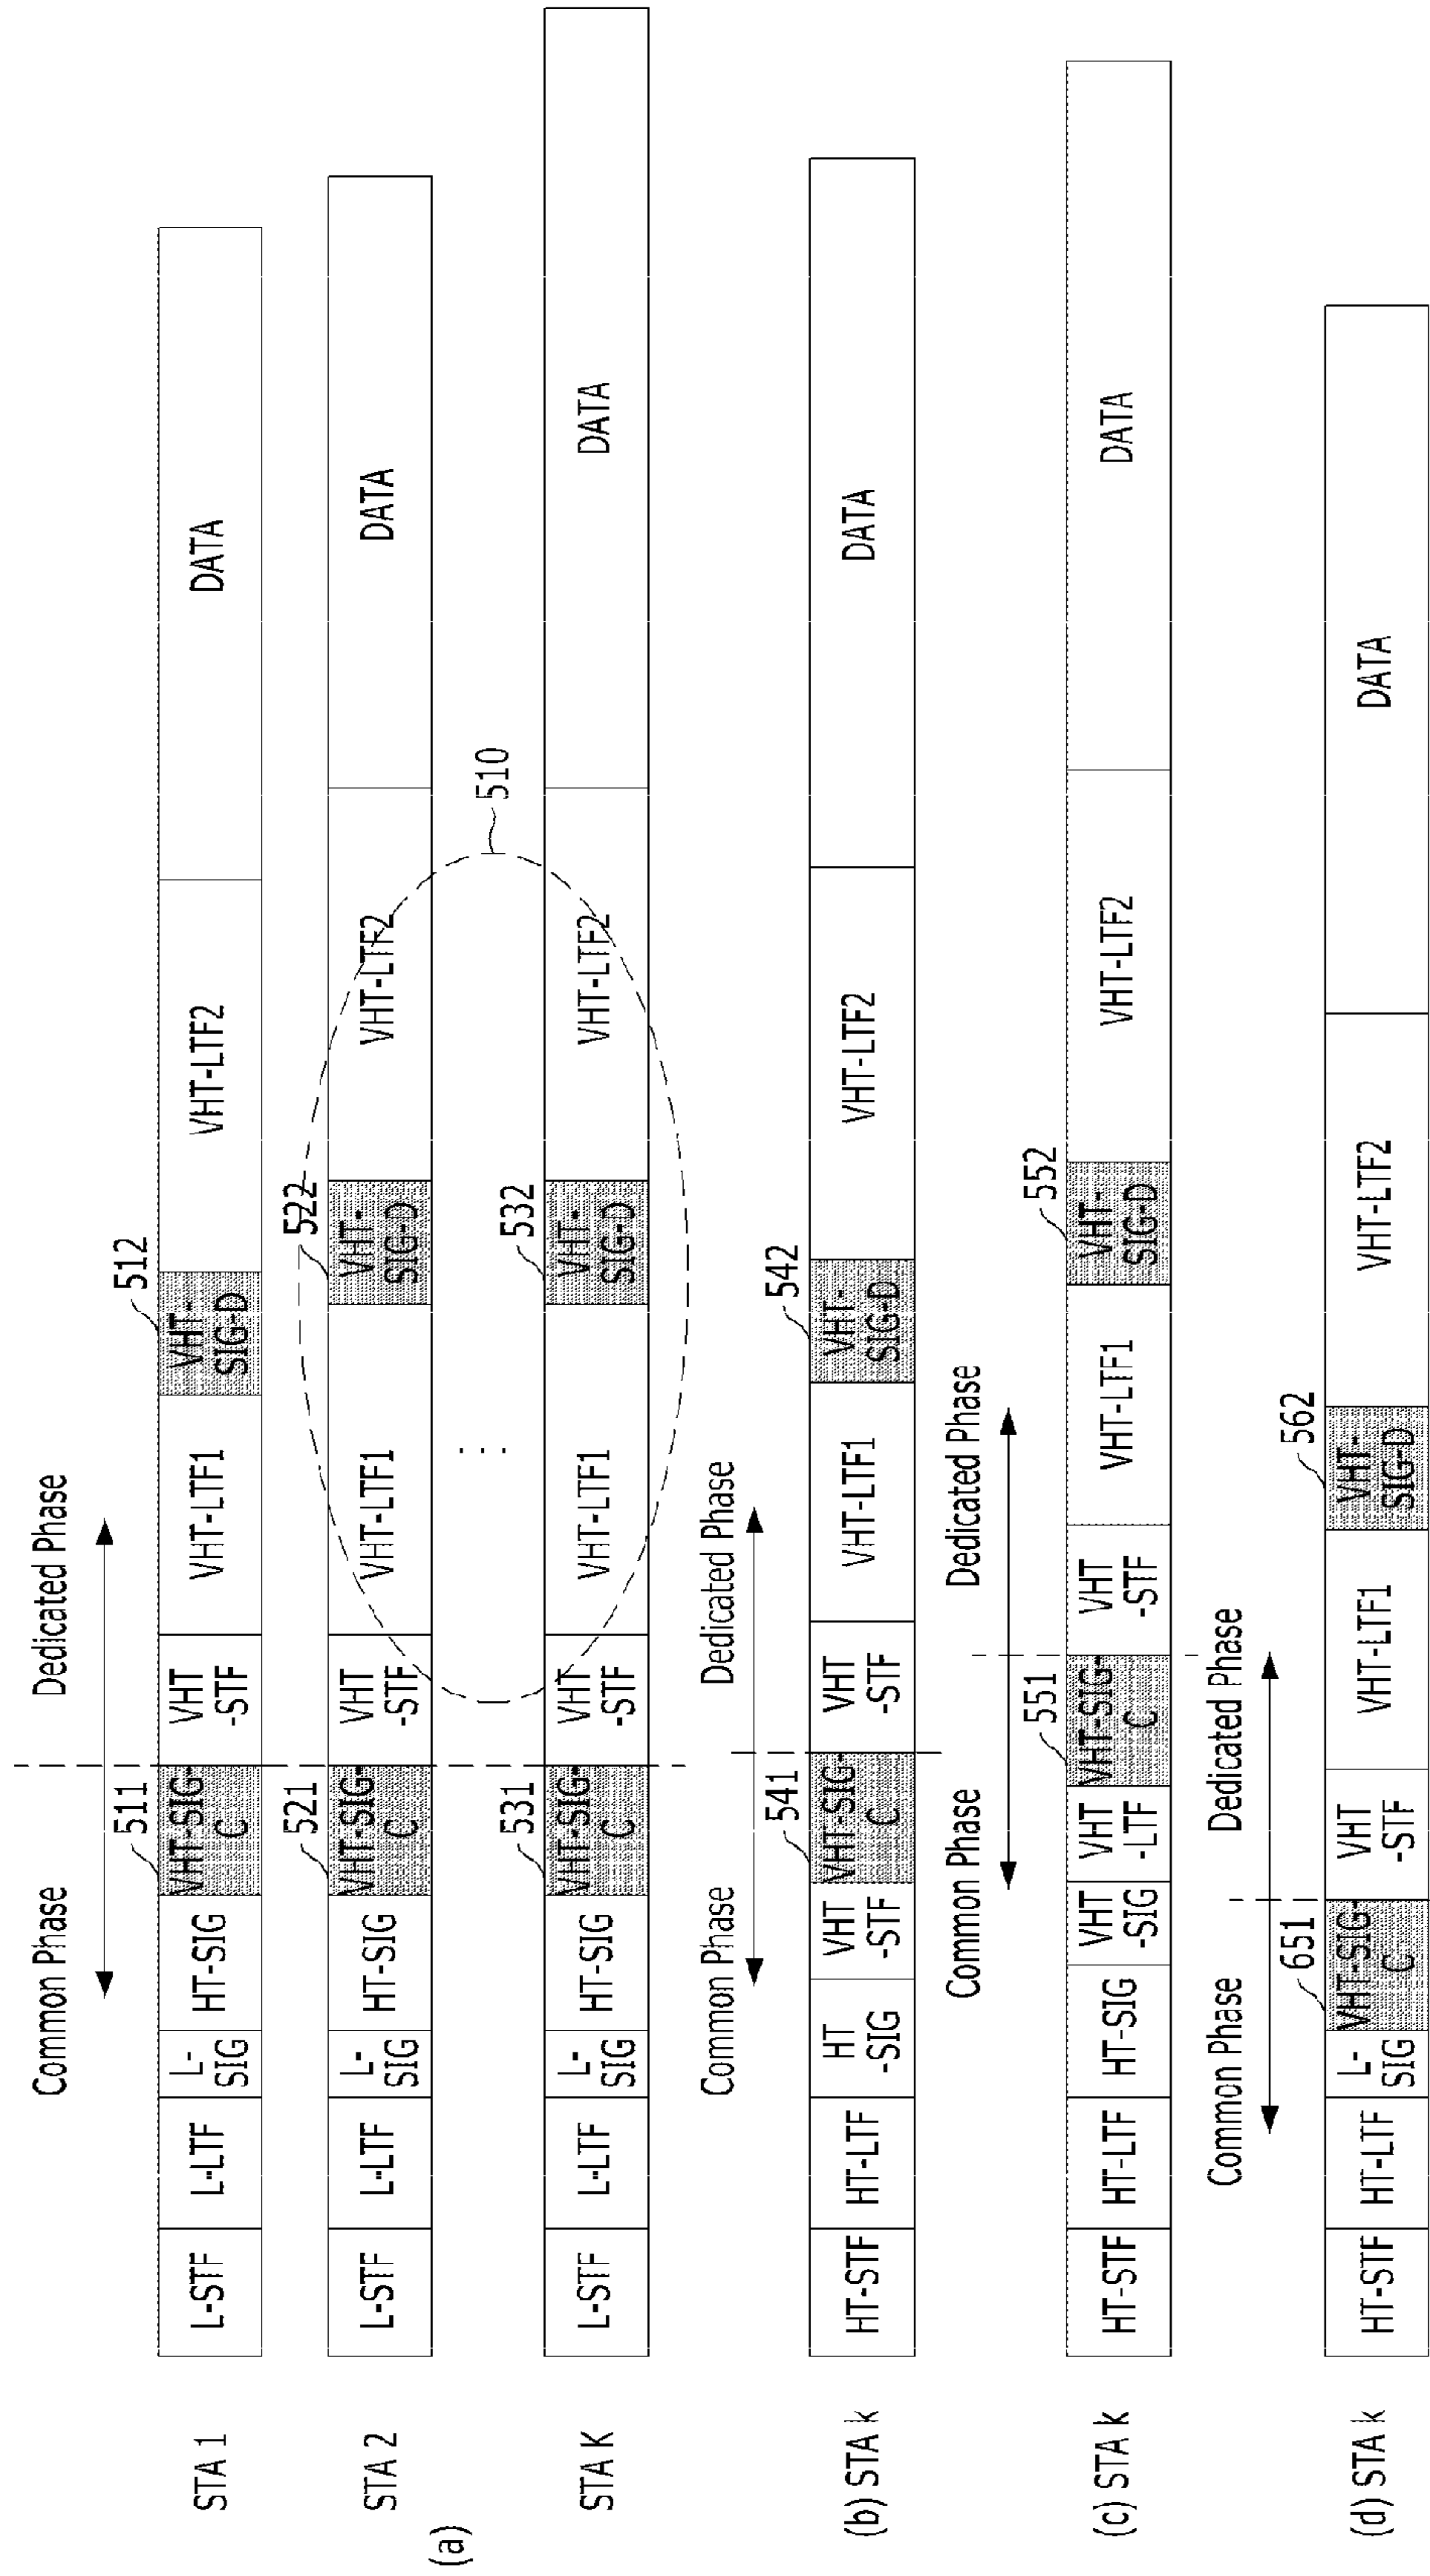 (a)
Common Phase
Dedicated Phase
511
512
STA 1
L-STF
L-LTF
L-
SIG
HT-SIG
VHT-SIG-
C
VHT
-STF
VHT-LTF1
VHT-
SIG-D
VHT-LTF2
DATA
521
522
STA 2
L-STF
L-LTF
L-
SIG
HT-SIG
VHT-SIG-
C
VHT
-STF
VHT-LTF1
VHT-
SIG-D
VHT-LTF2
DATA
...
510
531
532
STA K
L-STF
L-LTF
L-
SIG
HT-SIG
VHT-SIG-
C
VHT
-STF
VHT-LTF1
VHT-
SIG-D
VHT-LTF2
DATA
Common Phase
Dedicated Phase
541
542
(b) STA k
HT-STF
HT-LTF
HT
-SIG
VHT
-STF
VHT-SIG-
C
VHT
-STF
VHT-LTF1
VHT-
SIG-D
VHT-LTF2
DATA
Common Phase
Dedicated Phase
551
552
(c) STA k
HT-STF
HT-LTF
HT-SIG
VHT
-SIG
VHT
-LTF
VHT-SIG-
C
VHT
-STF
VHT-LTF1
VHT-
SIG-D
VHT-LTF2
DATA
Common Phase
Dedicated Phase
651
562
(d) STA k
HT-STF
HT-LTF
L-
SIG
VHT-SIG-
C
VHT
-STF
VHT-LTF1
VHT-
SIG-D
VHT-LTF2
DATA